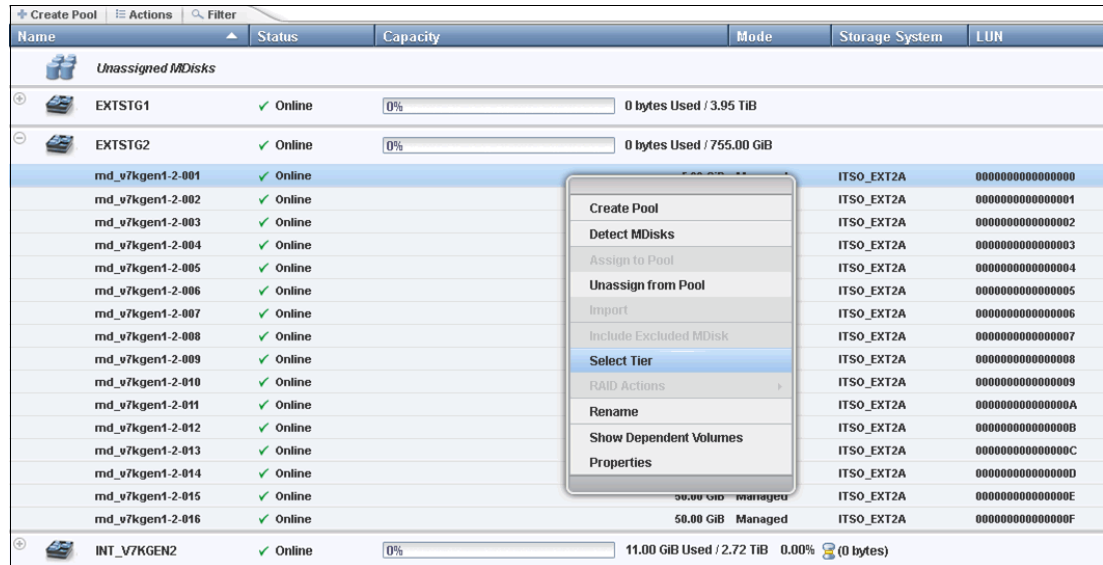 Create Pool Actions Filter
Name Status Capacity Mode Storage System LUN
Unassigned MDisks
EXTSTG1 Online 0% 0 bytes Used / 3.95 TiB
EXTSTG2 Online 0% 0 bytes Used / 755.00 GiB
md_v7kgen1-2-001 Online ITSO_EXT2A 0000000000000000
md_v7kgen1-2-002 Online ITSO_EXT2A 0000000000000001
md_v7kgen1-2-003 Online ITSO_EXT2A 0000000000000002
md_v7kgen1-2-004 Online ITSO_EXT2A 0000000000000003
md_v7kgen1-2-005 Online ITSO_EXT2A 0000000000000004
md_v7kgen1-2-006 Online ITSO_EXT2A 0000000000000005
md_v7kgen1-2-007 Online ITSO_EXT2A 0000000000000006
md_v7kgen1-2-008 Online ITSO_EXT2A 0000000000000007
md_v7kgen1-2-009 Online ITSO_EXT2A 0000000000000008
md_v7kgen1-2-010 Online ITSO_EXT2A 0000000000000009
md_v7kgen1-2-011 Online ITSO_EXT2A 000000000000000A
md_v7kgen1-2-012 Online ITSO_EXT2A 000000000000000B
md_v7kgen1-2-013 Online ITSO_EXT2A 000000000000000C
md_v7kgen1-2-014 Online ITSO_EXT2A 000000000000000D
md_v7kgen1-2-015 Online 50.00 GiB Managed ITSO_EXT2A 000000000000000E
md_v7kgen1-2-016 Online 50.00 GiB Managed ITSO_EXT2A 000000000000000F
Create Pool
Detect MDisks
Assign to Pool
Unassign from Pool
Import
Include Excluded MDisk
Select Tier
RAID Actions
Rename
Show Dependent Volumes
Properties
INT_V7KGEN2 Online 0% 11.00 GiB Used / 2.72 TiB 0.00% (0 bytes)